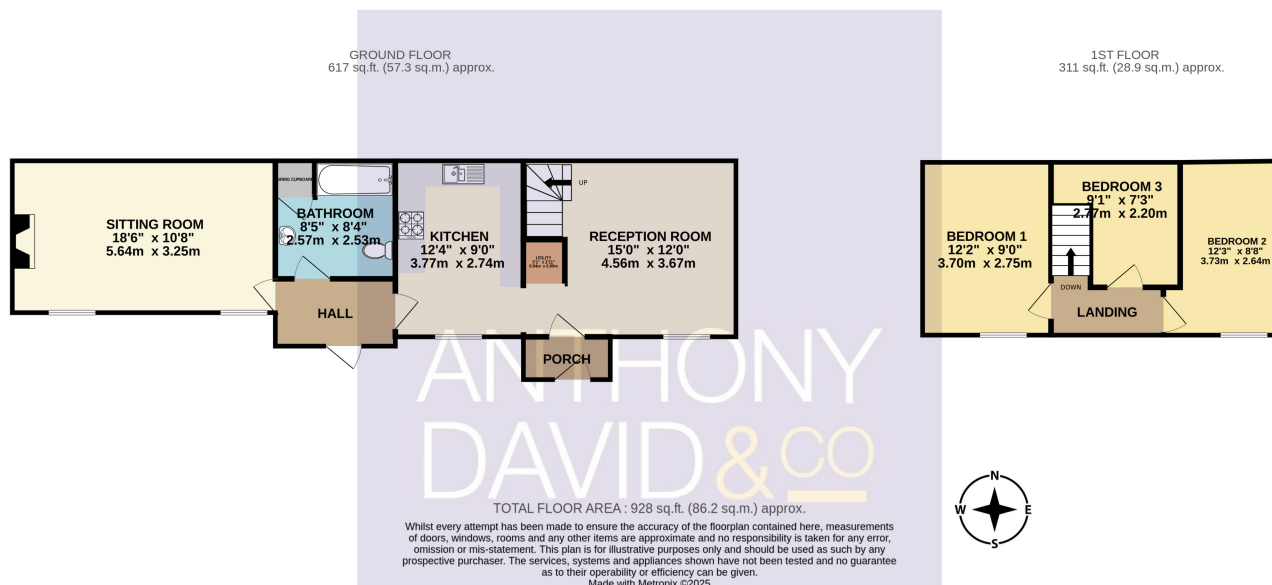 GROUND FLOOR
617 sq.ft. (57.3 sq.m.) approx.
1ST FLOOR
311 sq.ft. (28.9 sq.m.) approx.
SITTING ROOM
18'6" x 10'8"
5.64m x 3.25m
BATHROOM
8'5" x 8'4"
2.57m x 2.53m
KITCHEN
12'4" x 9'0"
3.77m x 2.74m
UP
UTILITY
RECEPTION ROOM
15'0" x 12'0"
4.56m x 3.67m
HALL
PORCH
BEDROOM 1
12'2" x 9'0"
3.70m x 2.75m
BEDROOM 3
9'1" x 7'3"
2.77m x 2.20m
BEDROOM 2
12'3" x 8'8"
3.73m x 2.64m
DOWN
LANDING
ANTHONY
DAVID & CO
N
W E
S
TOTAL FLOOR AREA : 928 sq.ft. (86.2 sq.m.) approx.
Whilst every attempt has been made to ensure the accuracy of the floorplan contained here, measurements
of doors, windows, rooms and any other items are approximate and no responsibility is taken for any error,
omission or mis-statement. This plan is for illustrative purposes only and should be used as such by any
prospective purchaser. The services, systems and appliances shown have not been tested and no guarantee
as to their operability or efficiency can be given.
Made with Metropix ©2025